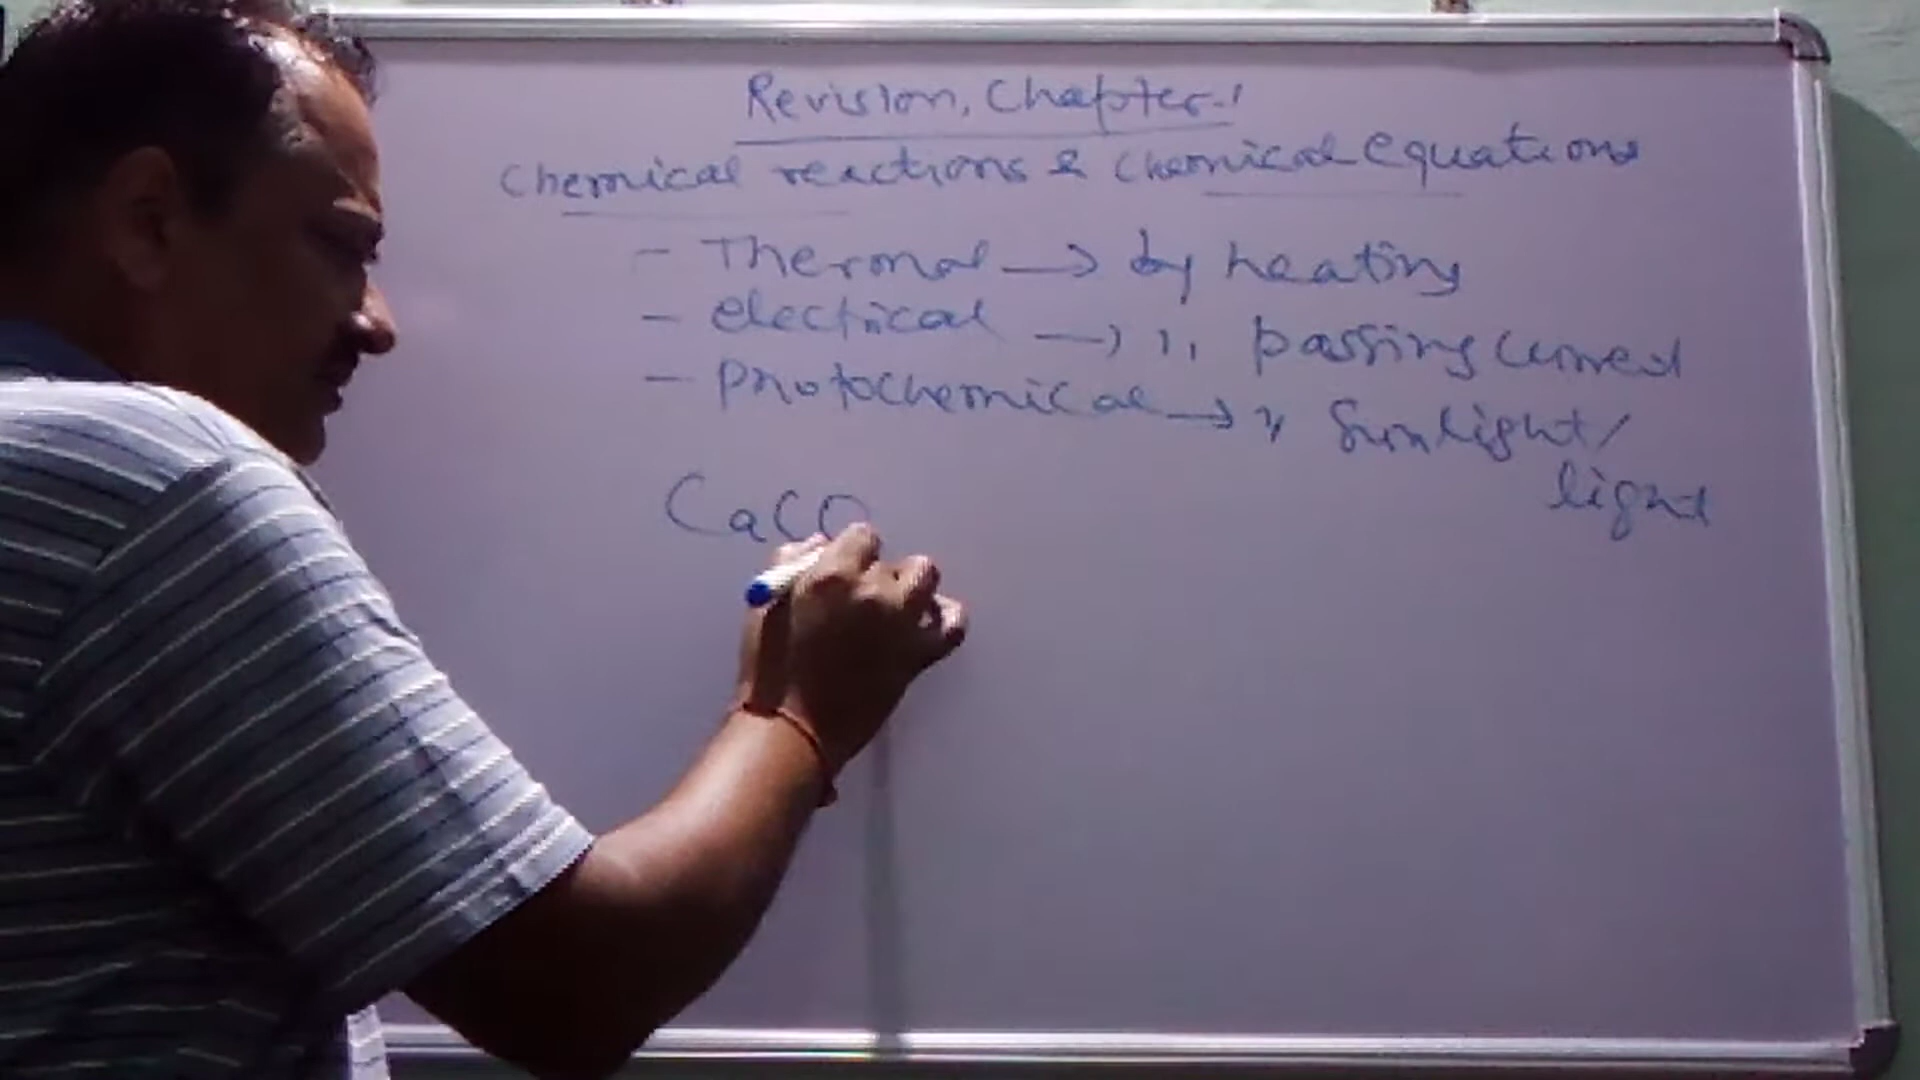 Revision, Chapter-1
Chemical reactions & Chemical equations
- Thermal → by heating
- electrical → ,, passing current
- photochemical → ,, Sunlight/
light
CaCO